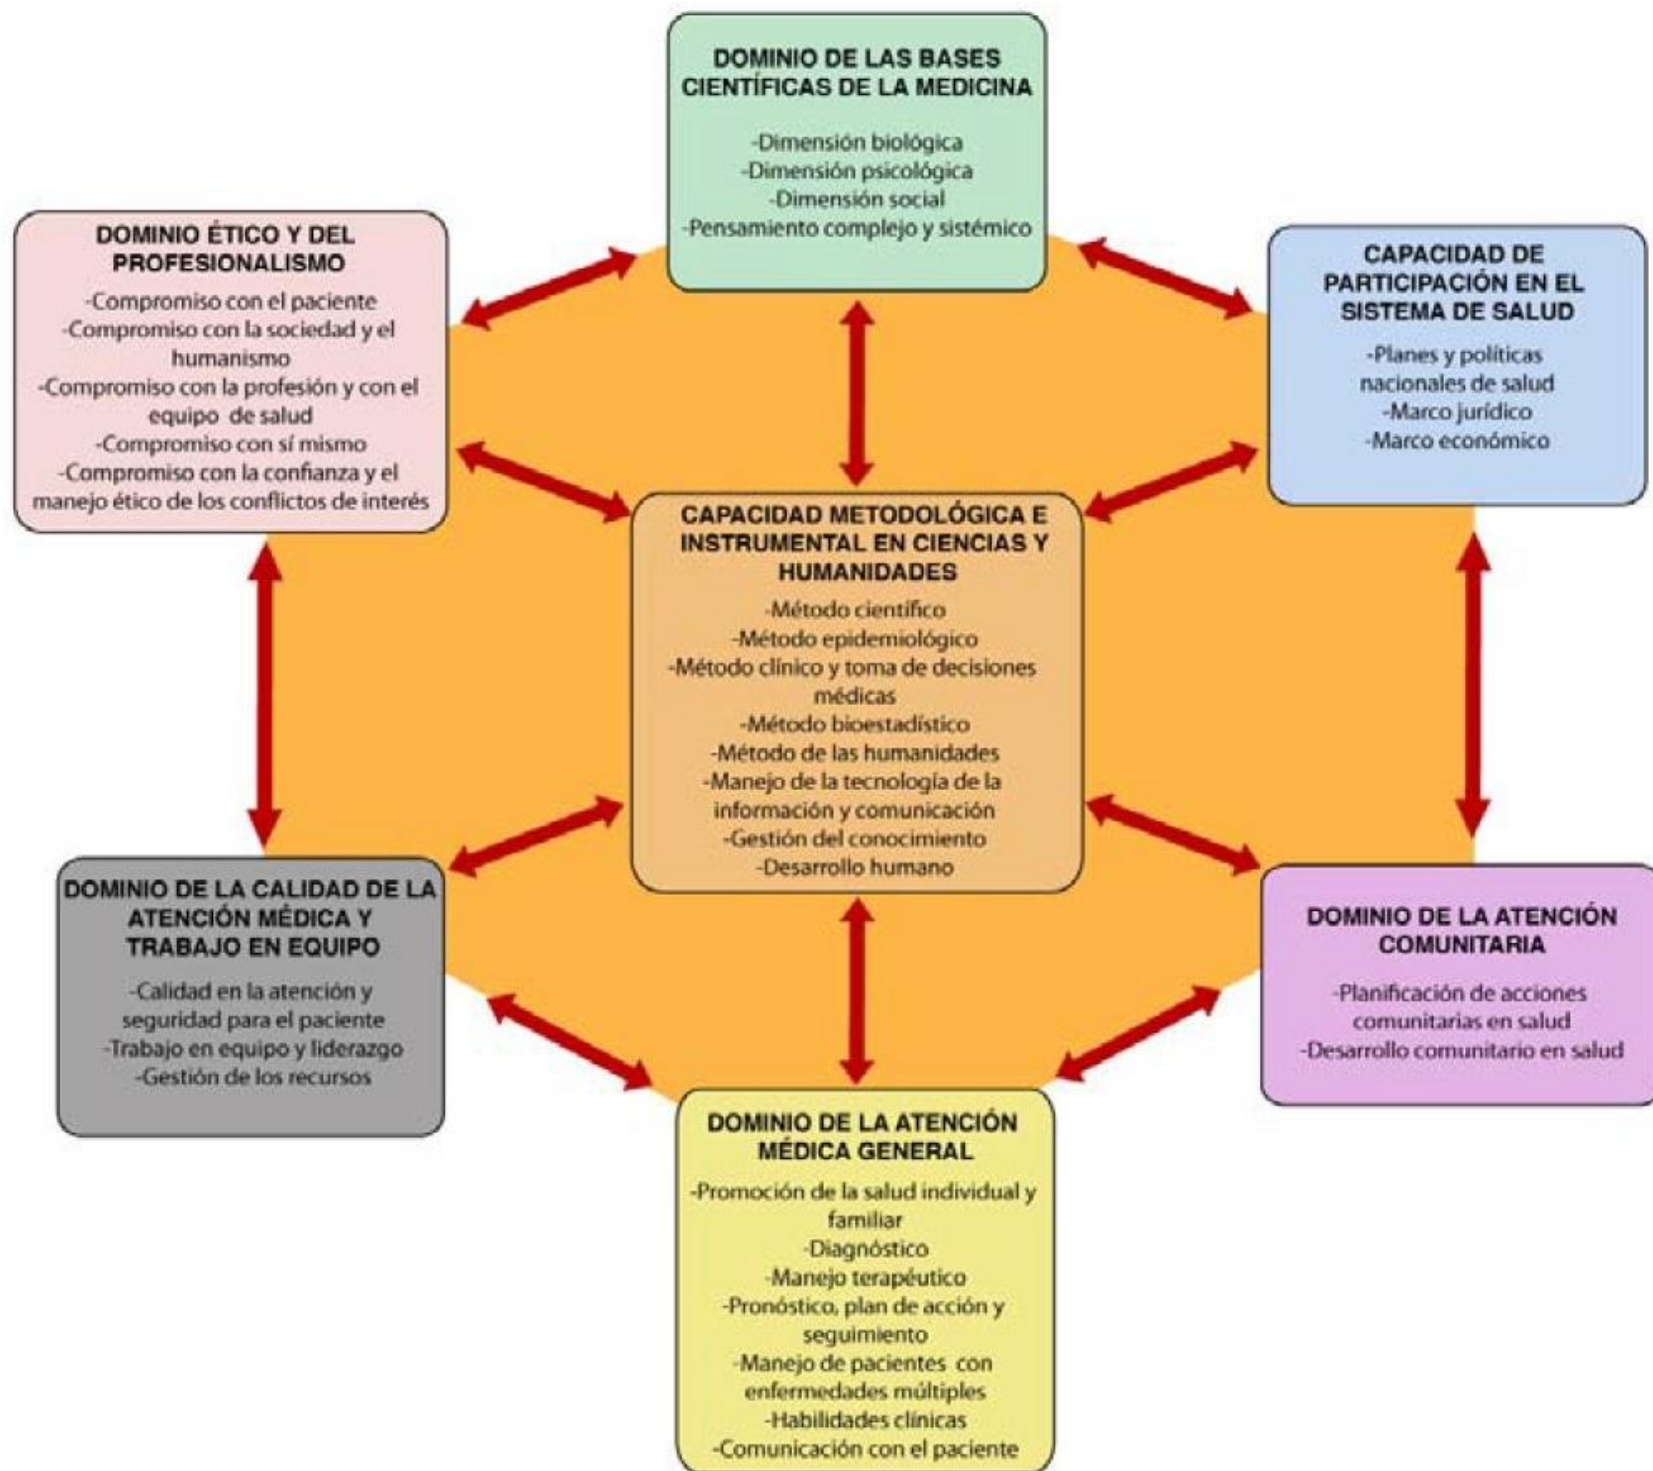 DOMINIO DE LAS BASES
CIENTÍFICAS DE LA MEDICINA
-Dimensión biológica
-Dimensión psicológica
-Dimensión social
-Pensamiento complejo y sistémico
DOMINIO ÉTICO Y DEL
PROFESIONALISMO
-Compromiso con el paciente
-Compromiso con la sociedad y el
humanismo
-Compromiso con la profesión y con el
equipo de salud
-Compromiso con sí mismo
-Compromiso con la confianza y el
manejo ético de los conflictos de interés
CAPACIDAD DE
PARTICIPACIÓN EN EL
SISTEMA DE SALUD
-Planes y políticas
nacionales de salud
-Marco jurídico
-Marco económico
CAPACIDAD METODOLÓGICA E
INSTRUMENTAL EN CIENCIAS Y
HUMANIDADES
-Método científico
-Método epidemiológico
-Método clínico y toma de decisiones
médicas
-Método bioestadístico
-Método de las humanidades
-Manejo de la tecnología de la
información y comunicación
-Gestión del conocimiento
-Desarrollo humano
DOMINIO DE LA CALIDAD DE LA
ATENCIÓN MÉDICA Y
TRABAJO EN EQUIPO
-Calidad en la atención y
seguridad para el paciente
-Trabajo en equipo y liderazgo
-Gestión de los recursos
DOMINIO DE LA ATENCIÓN
COMUNITARIA
-Planificación de acciones
comunitarias en salud
-Desarrollo comunitario en salud
DOMINIO DE LA ATENCIÓN
MÉDICA GENERAL
-Promoción de la salud individual y
familiar
-Diagnóstico
-Manejo terapéutico
-Pronóstico, plan de acción y
seguimiento
-Manejo de pacientes con
enfermedades múltiples
-Habilidades clínicas
-Comunicación con el paciente